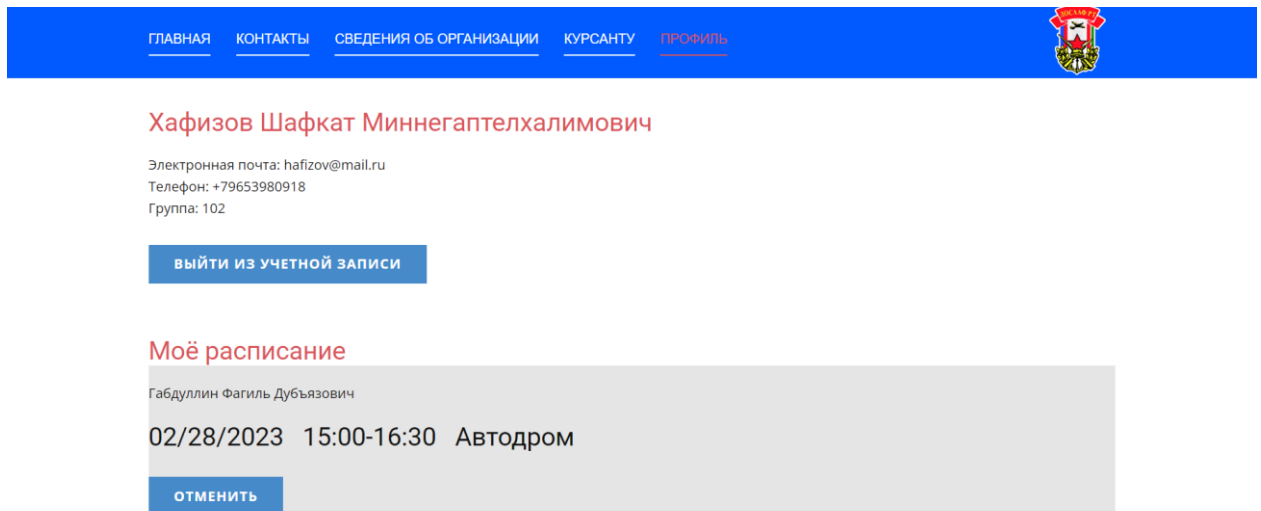 ГЛАВНАЯ КОНТАКТЫ СВЕДЕНИЯ ОБ ОРГАНИЗАЦИИ КУРСАНТУ ПРОФИЛЬ
Хафизов Шафкат Миннегаптелхалимович
Электронная почта: hafizov@mail.ru
Телефон: +79653980918
Группа: 102
ВЫЙТИ ИЗ УЧЕТНОЙ ЗАПИСИ
Моё расписание
Габдуллин Фагиль Дубъязович
02/28/2023 15:00-16:30 Автодром
ОТМЕНИТЬ